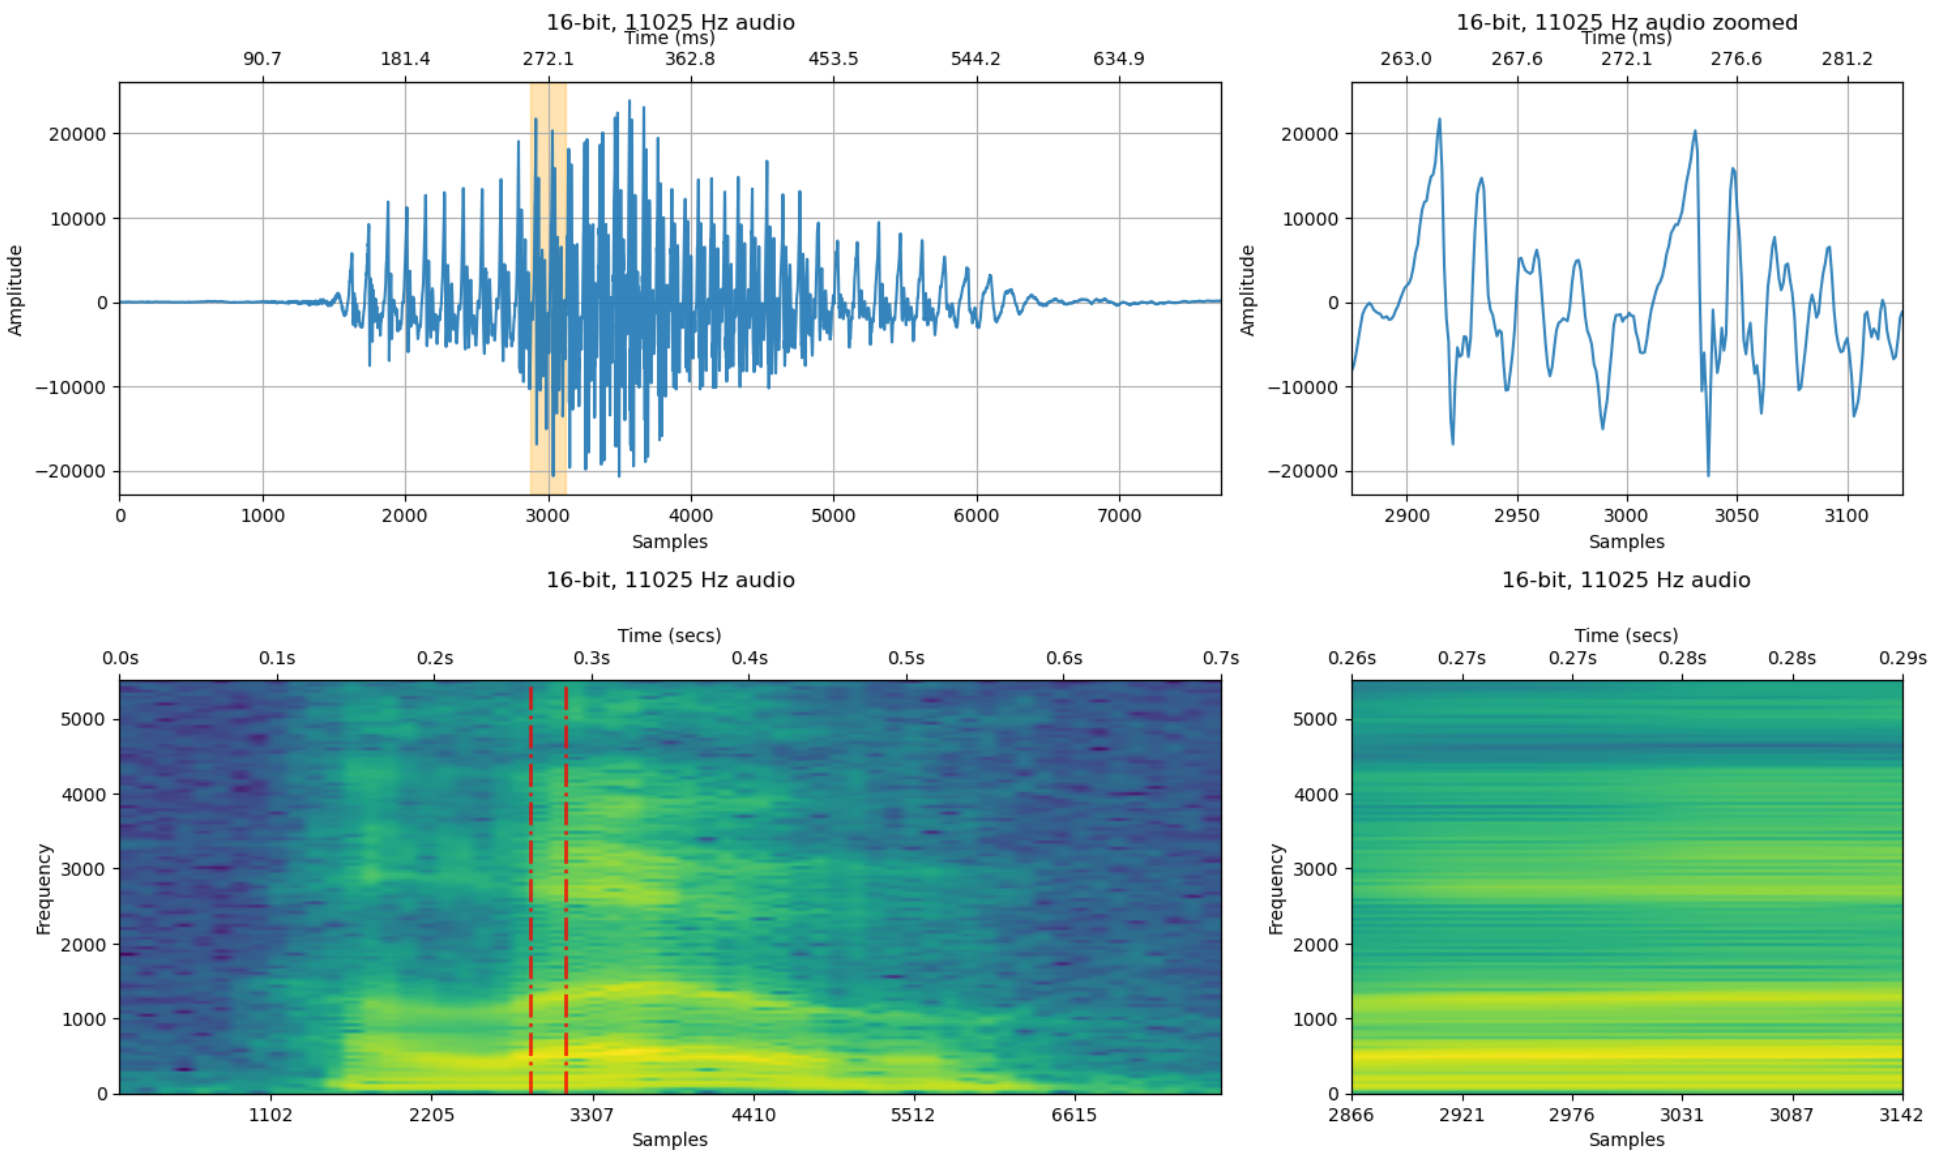 16-bit, 11025 Hz audio
Time (ms)
90.7 181.4 272.1 362.8 453.5 544.2 634.9
20000
10000
0
−10000
−20000
Amplitude
0 1000 2000 3000 4000 5000 6000 7000
Samples
16-bit, 11025 Hz audio zoomed
Time (ms)
263.0 267.6 272.1 276.6 281.2
20000
10000
0
−10000
−20000
Amplitude
2900 2950 3000 3050 3100
Samples
16-bit, 11025 Hz audio
Time (secs)
0.0s 0.1s 0.2s 0.3s 0.4s 0.5s 0.6s 0.7s
5000
4000
3000
2000
1000
0
Frequency
1102 2205 3307 4410 5512 6615
Samples
16-bit, 11025 Hz audio
Time (secs)
0.26s 0.27s 0.27s 0.28s 0.28s 0.29s
5000
4000
3000
2000
1000
0
Frequency
2866 2921 2976 3031 3087 3142
Samples